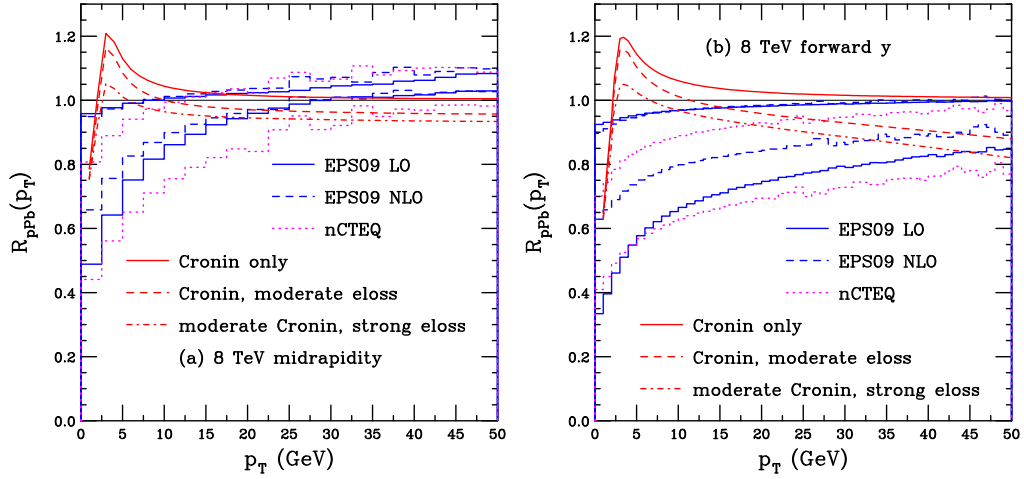 1.2
1.0
0.8
0.6
0.4
0.2
0.0
R_pPb(p_T)
EPS09 LO
EPS09 NLO
nCTEQ
Cronin only
Cronin, moderate eloss
moderate Cronin, strong eloss
(a) 8 TeV midrapidity
0 5 10 15 20 25 30 35 40 45 50
p_T (GeV)
(b) 8 TeV forward y
1.2
1.0
0.8
0.6
0.4
0.2
0.0
R_pPb(p_T)
EPS09 LO
EPS09 NLO
nCTEQ
Cronin only
Cronin, moderate eloss
moderate Cronin, strong eloss
0 5 10 15 20 25 30 35 40 45 50
p_T (GeV)